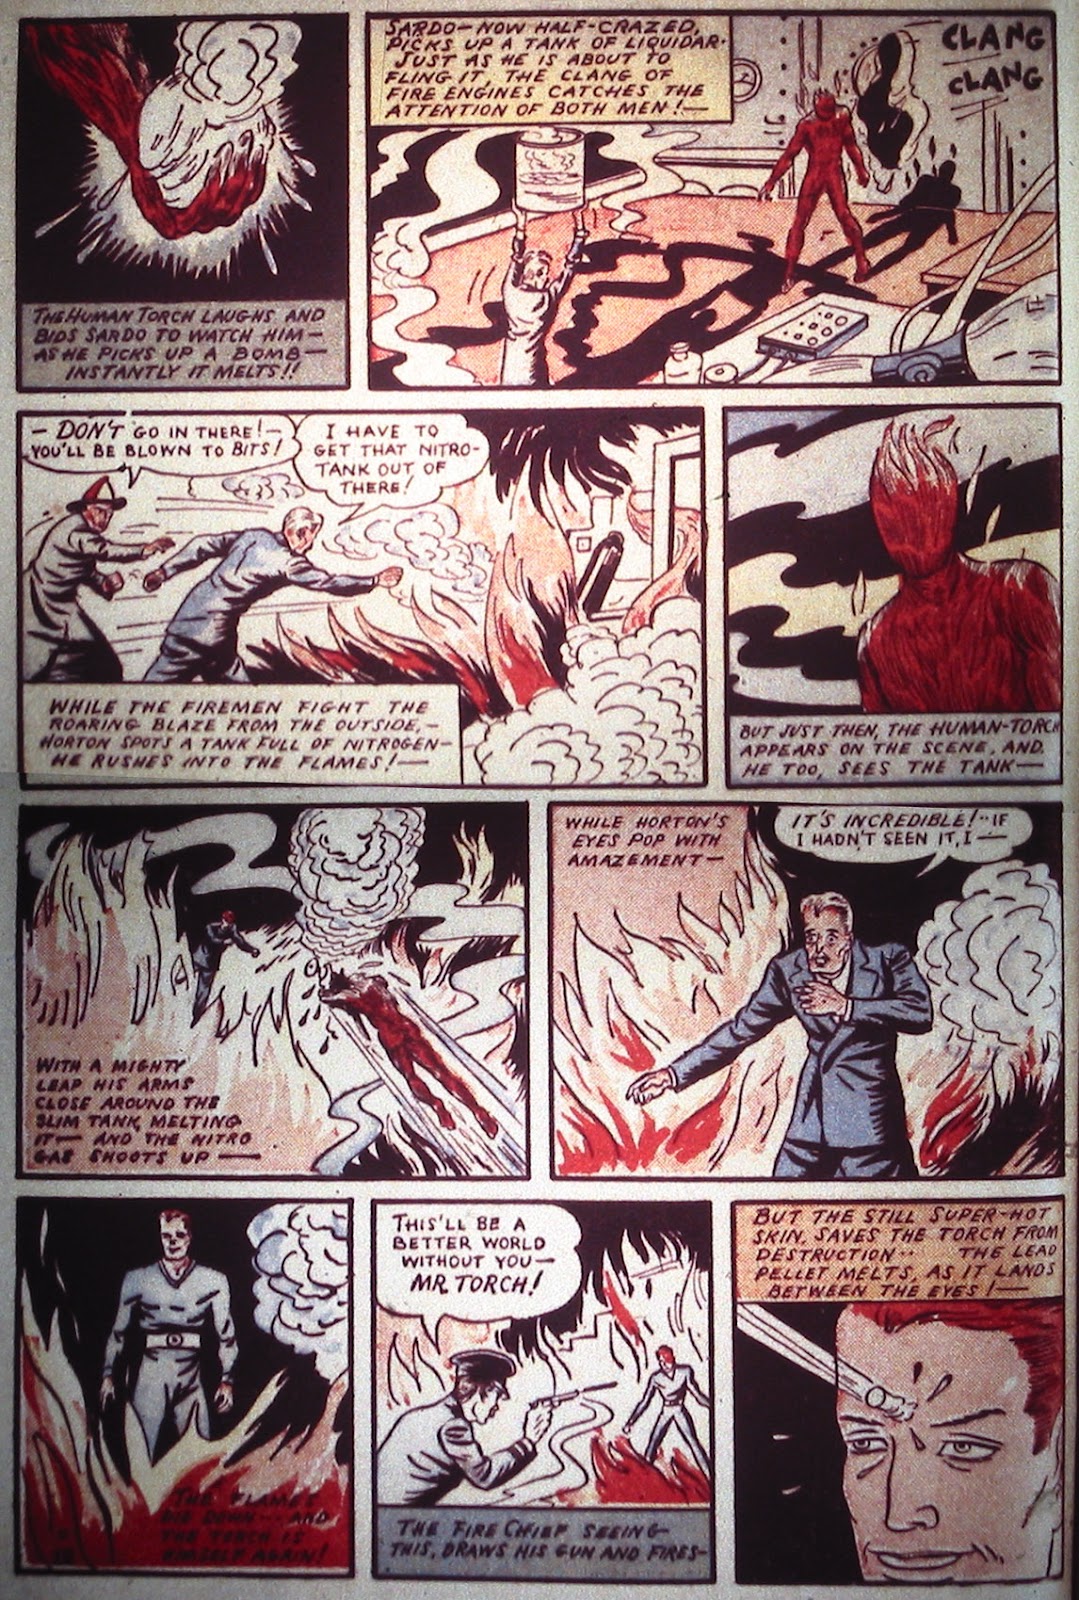 THE HUMAN TORCH LAUGHS AND
BIDS SARDO TO WATCH HIM—
AS HE PICKS UP A BOMB—
INSTANTLY IT MELTS!!
SARDO—NOW HALF-CRAZED,
PICKS UP A TANK OF LIQUIDAR.
JUST AS HE IS ABOUT TO
FLING IT, THE CLANG OF
FIRE ENGINES CATCHES THE
ATTENTION OF BOTH MEN!—
CLANG
CLANG
—DON'T GO IN THERE!—
YOU'LL BE BLOWN TO BITS!
I HAVE TO
GET THAT NITRO-
TANK OUT OF
THERE!
WHILE THE FIREMEN FIGHT THE
ROARING BLAZE FROM THE OUTSIDE,—
HORTON SPOTS A TANK FULL OF NITROGEN—
HE RUSHES INTO THE FLAMES!—
BUT JUST THEN, THE HUMAN-TORCH
APPEARS ON THE SCENE, AND,
HE TOO, SEES THE TANK—
WITH A MIGHTY
LEAP HIS ARMS
CLOSE AROUND THE
SLIM TANK, MELTING
IT— AND THE NITRO
GAS SHOOTS UP—
WHILE HORTON'S
EYES POP WITH
AMAZEMENT—
IT'S INCREDIBLE!··IF
I HADN'T SEEN IT, I—
THE FLAMES
DIE DOWN--- AND
THE TORCH IS
HIMSELF AGAIN!
THIS'LL BE A
BETTER WORLD
WITHOUT YOU—
MR. TORCH!
THE FIRE CHIEF SEEING
THIS, DRAWS HIS GUN AND FIRES-
BUT THE STILL SUPER-HOT
SKIN, SAVES THE TORCH FROM
DESTRUCTION·· THE LEAD
PELLET MELTS, AS IT LANDS
BETWEEN THE EYES!—